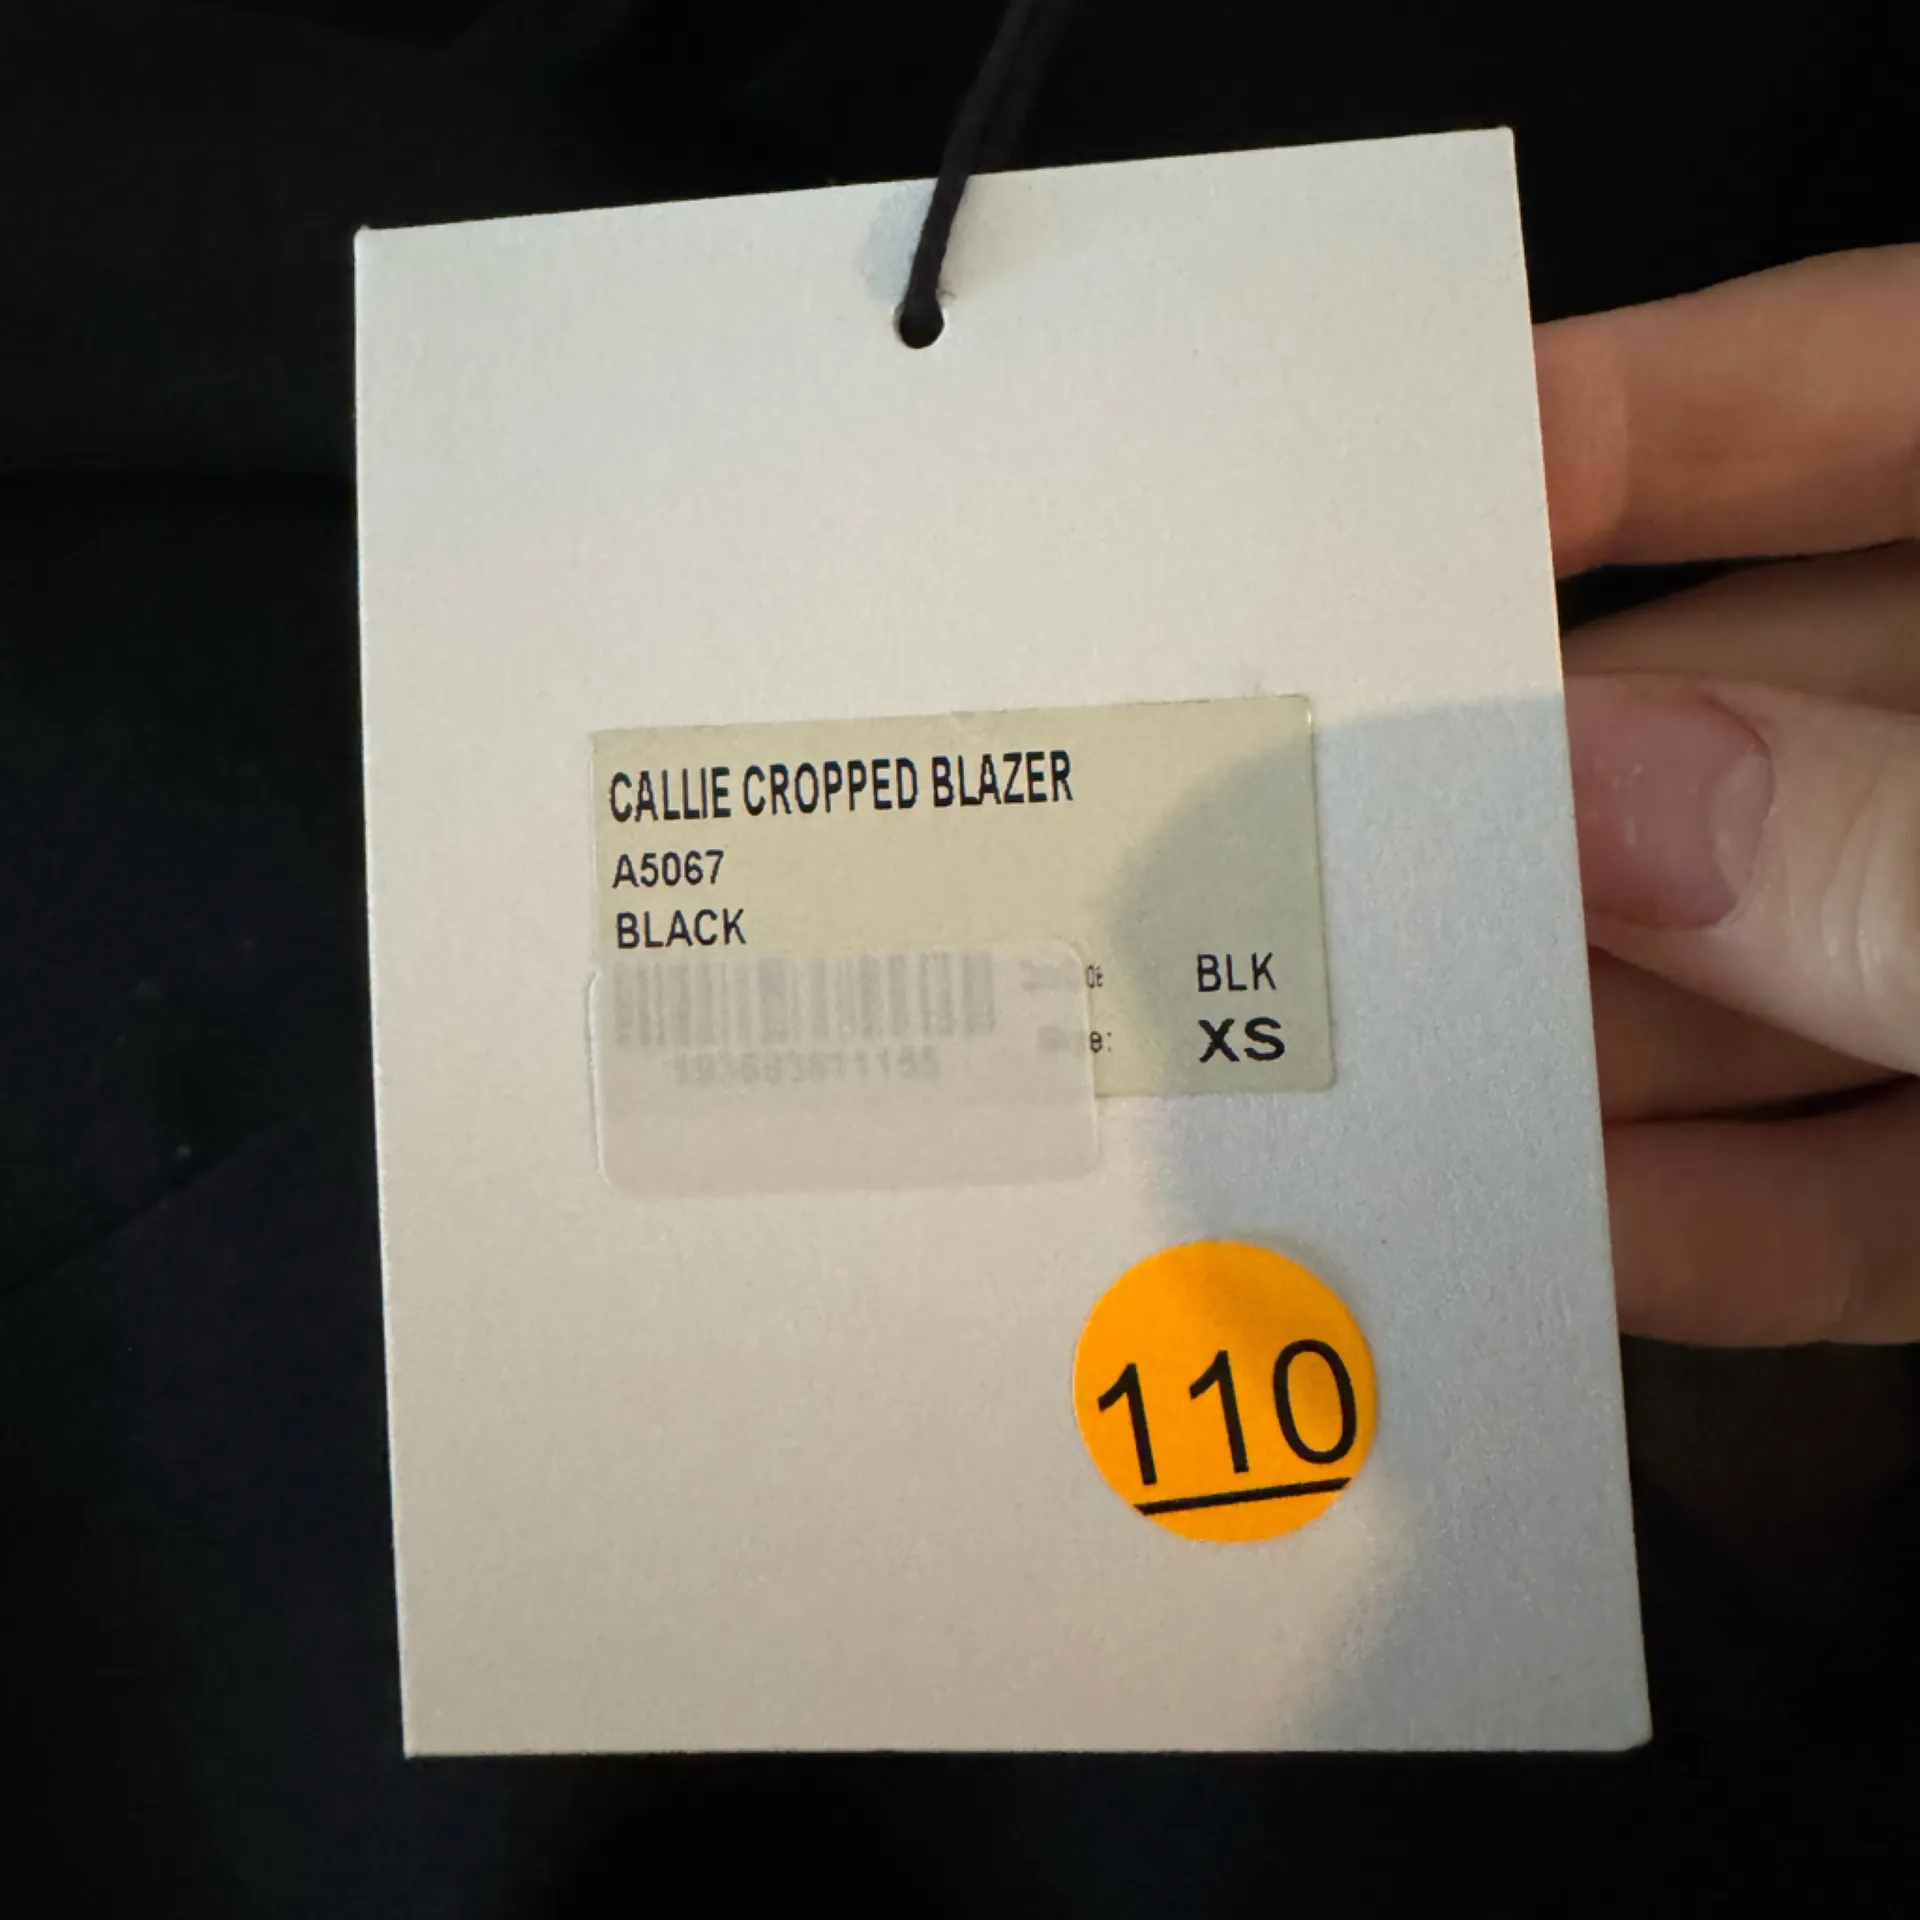 CALLIE CROPPED BLAZER
A5067
BLACK
BLK
XS
110